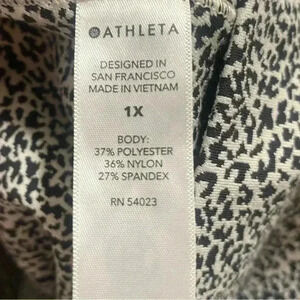 ATHLETA
DESIGNED IN
SAN FRANCISCO
MADE IN VIETNAM
1X
BODY:
37% POLYESTER
36% NYLON
27% SPANDEX
RN 54023